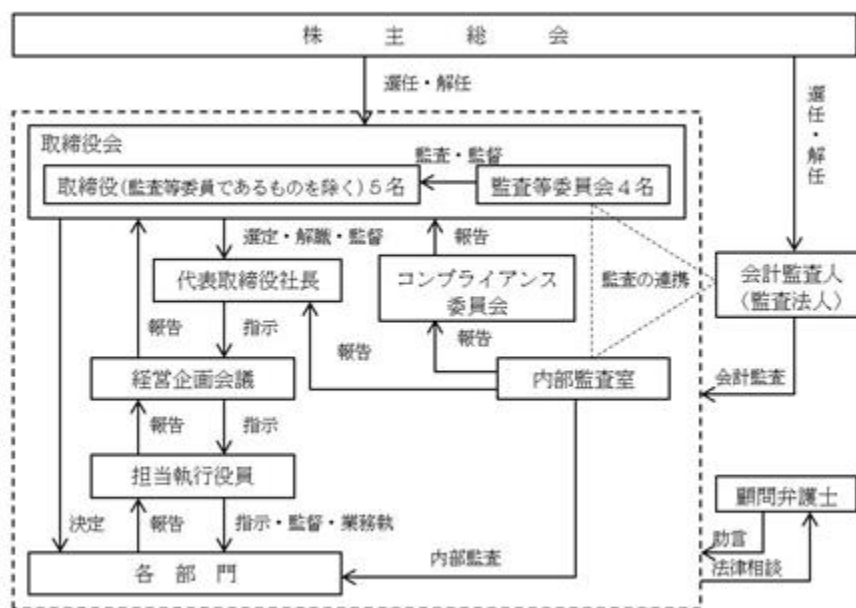 株主総会
選任・解任
選任・解任
取締役会
監査・監督
取締役(監査等委員であるものを除く)5名
監査等委員会4名
選定・解職・監督
報告
代表取締役社長
コンプライアンス
委員会
監査の連携
会計監査人
(監査法人)
報告
指示
報告
報告
経営企画会議
内部監査室
会計監査
報告
指示
担当執行役員
顧問弁護士
決定
報告
指示・監督・業務執
助言
内部監査
法律相談
各部門